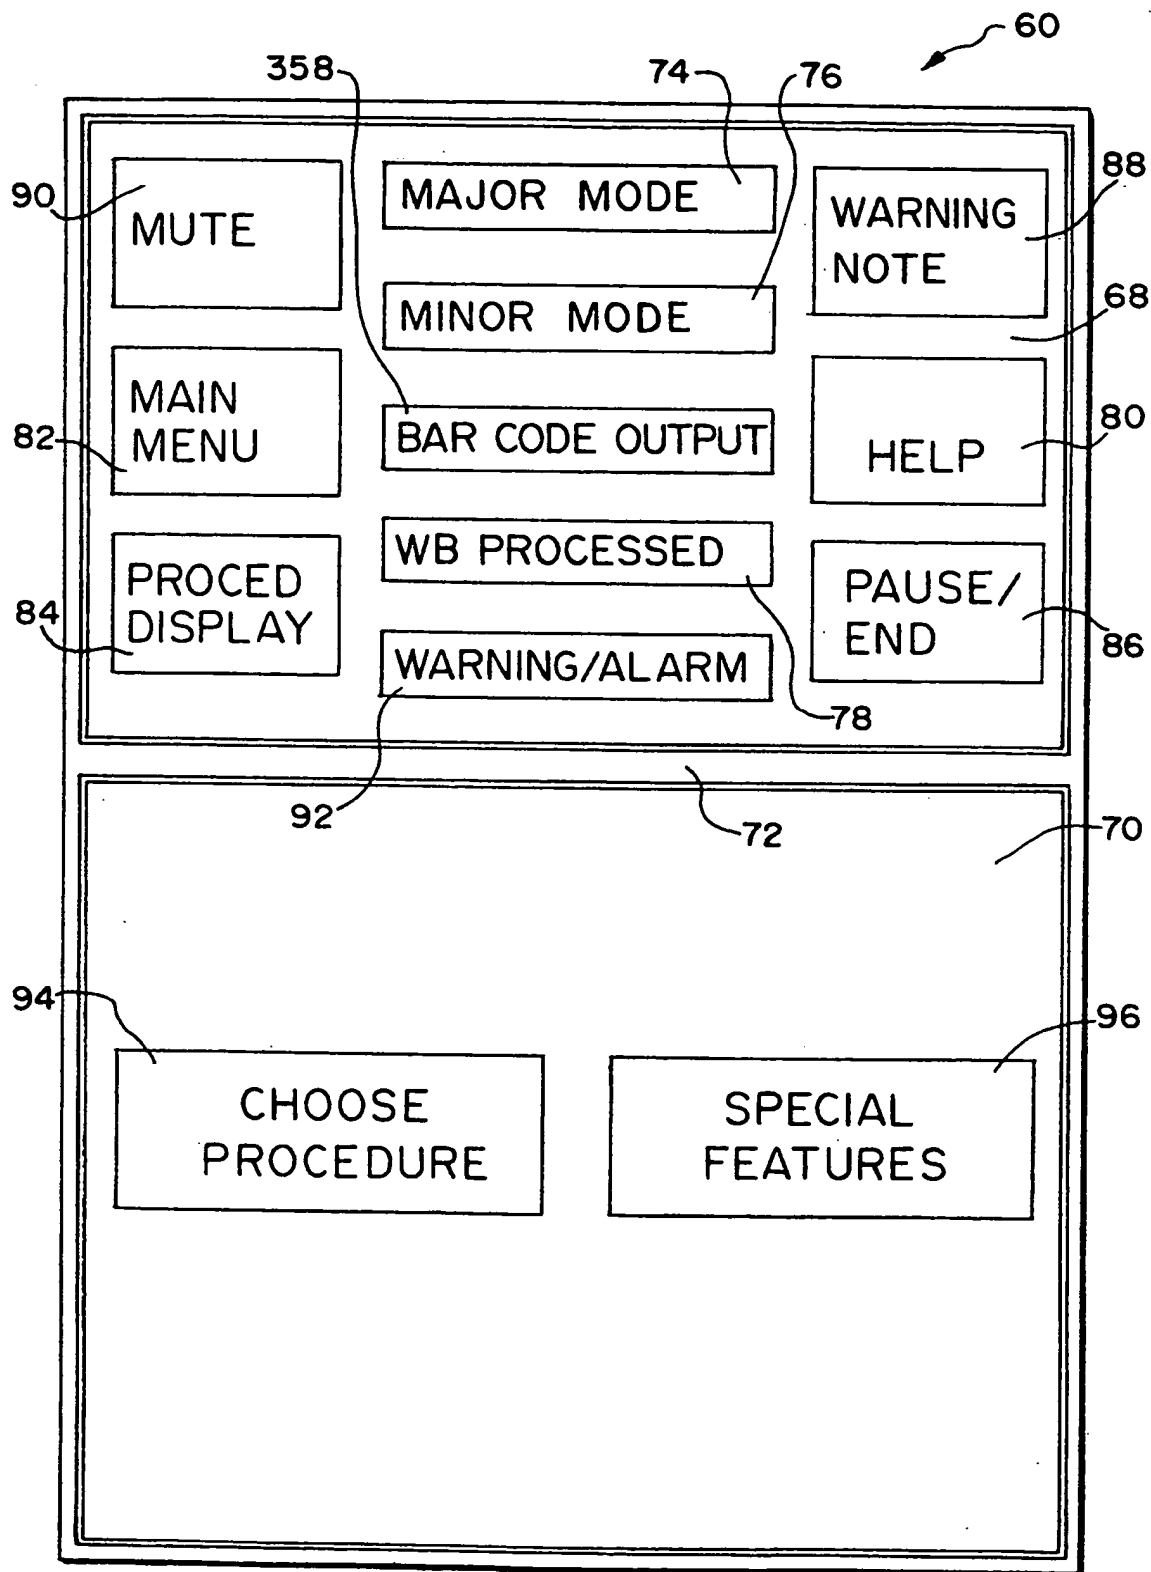 60
358
74
76
90
MUTE
MAJOR MODE
WARNING
NOTE
88
MINOR MODE
68
MAIN
MENU
82
BAR CODE OUTPUT
HELP
80
PROCED
DISPLAY
84
WB PROCESSED
PAUSE/
END
86
WARNING/ALARM
78
92
72
70
94
96
CHOOSE
PROCEDURE
SPECIAL
FEATURES